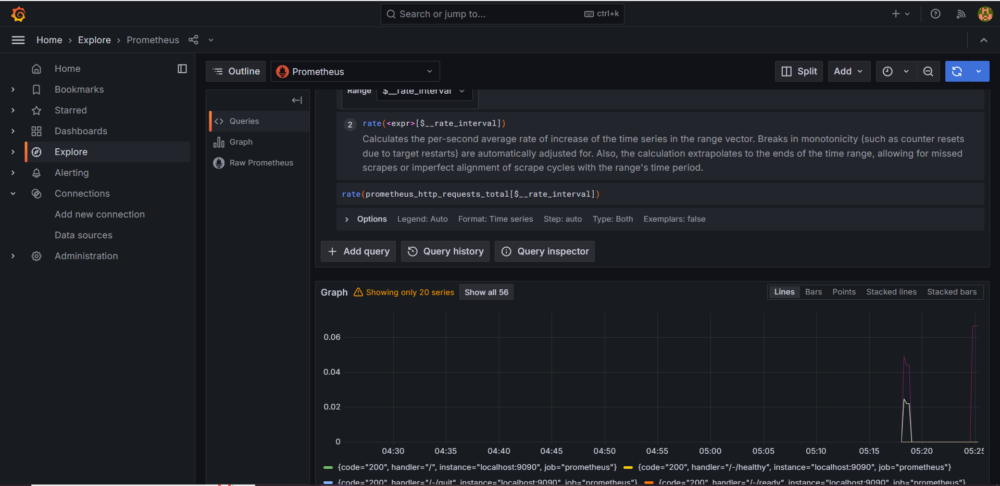 Search or jump to... ctrl+k
Home › Explore › Prometheus
Home
Bookmarks
Starred
Dashboards
Explore
Alerting
Connections
Add new connection
Data sources
Administration
Outline Prometheus Split Add
Queries
Graph
Raw Prometheus
Range $__rate_interval
2 rate(<expr>[$__rate_interval])
Calculates the per-second average rate of increase of the time series in the range vector. Breaks in monotonicity (such as counter resets
due to target restarts) are automatically adjusted for. Also, the calculation extrapolates to the ends of the time range, allowing for missed
scrapes or imperfect alignment of scrape cycles with the range's time period.
rate(prometheus_http_requests_total[$__rate_interval])
Options Legend: Auto Format: Time series Step: auto Type: Both Exemplars: false
Add query Query history Query inspector
Graph Showing only 20 series Show all 56 Lines Bars Points Stacked lines Stacked bars
0.06
0.04
0.02
0
04:30 04:35 04:40 04:45 04:50 04:55 05:00 05:05 05:10 05:15 05:20 05:25
{code="200", handler="/", instance="localhost:9090", job="prometheus"} {code="200", handler="/-/healthy", instance="localhost:9090", job="prometheus"}
{code="200", handler="/-/quit", instance="localhost:9090", job="prometheus"} {code="200", handler="/-/ready", instance="localhost:9090", job="prometheus"}